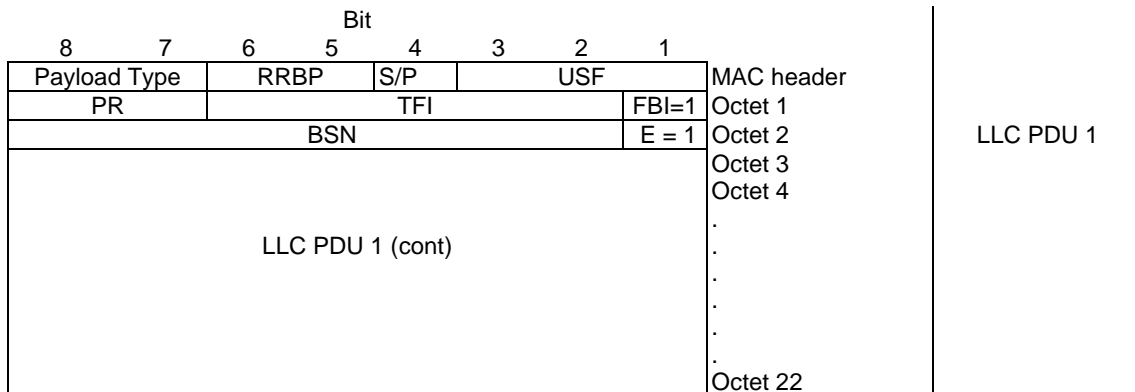 Bit
8 7 6 5 4 3 2 1
Payload Type RRBP S/P USF MAC header
PR TFI FBI=1 Octet 1
BSN E = 1 Octet 2 LLC PDU 1
Octet 3
Octet 4
.
LLC PDU 1 (cont) .
.
.
.
.
Octet 22